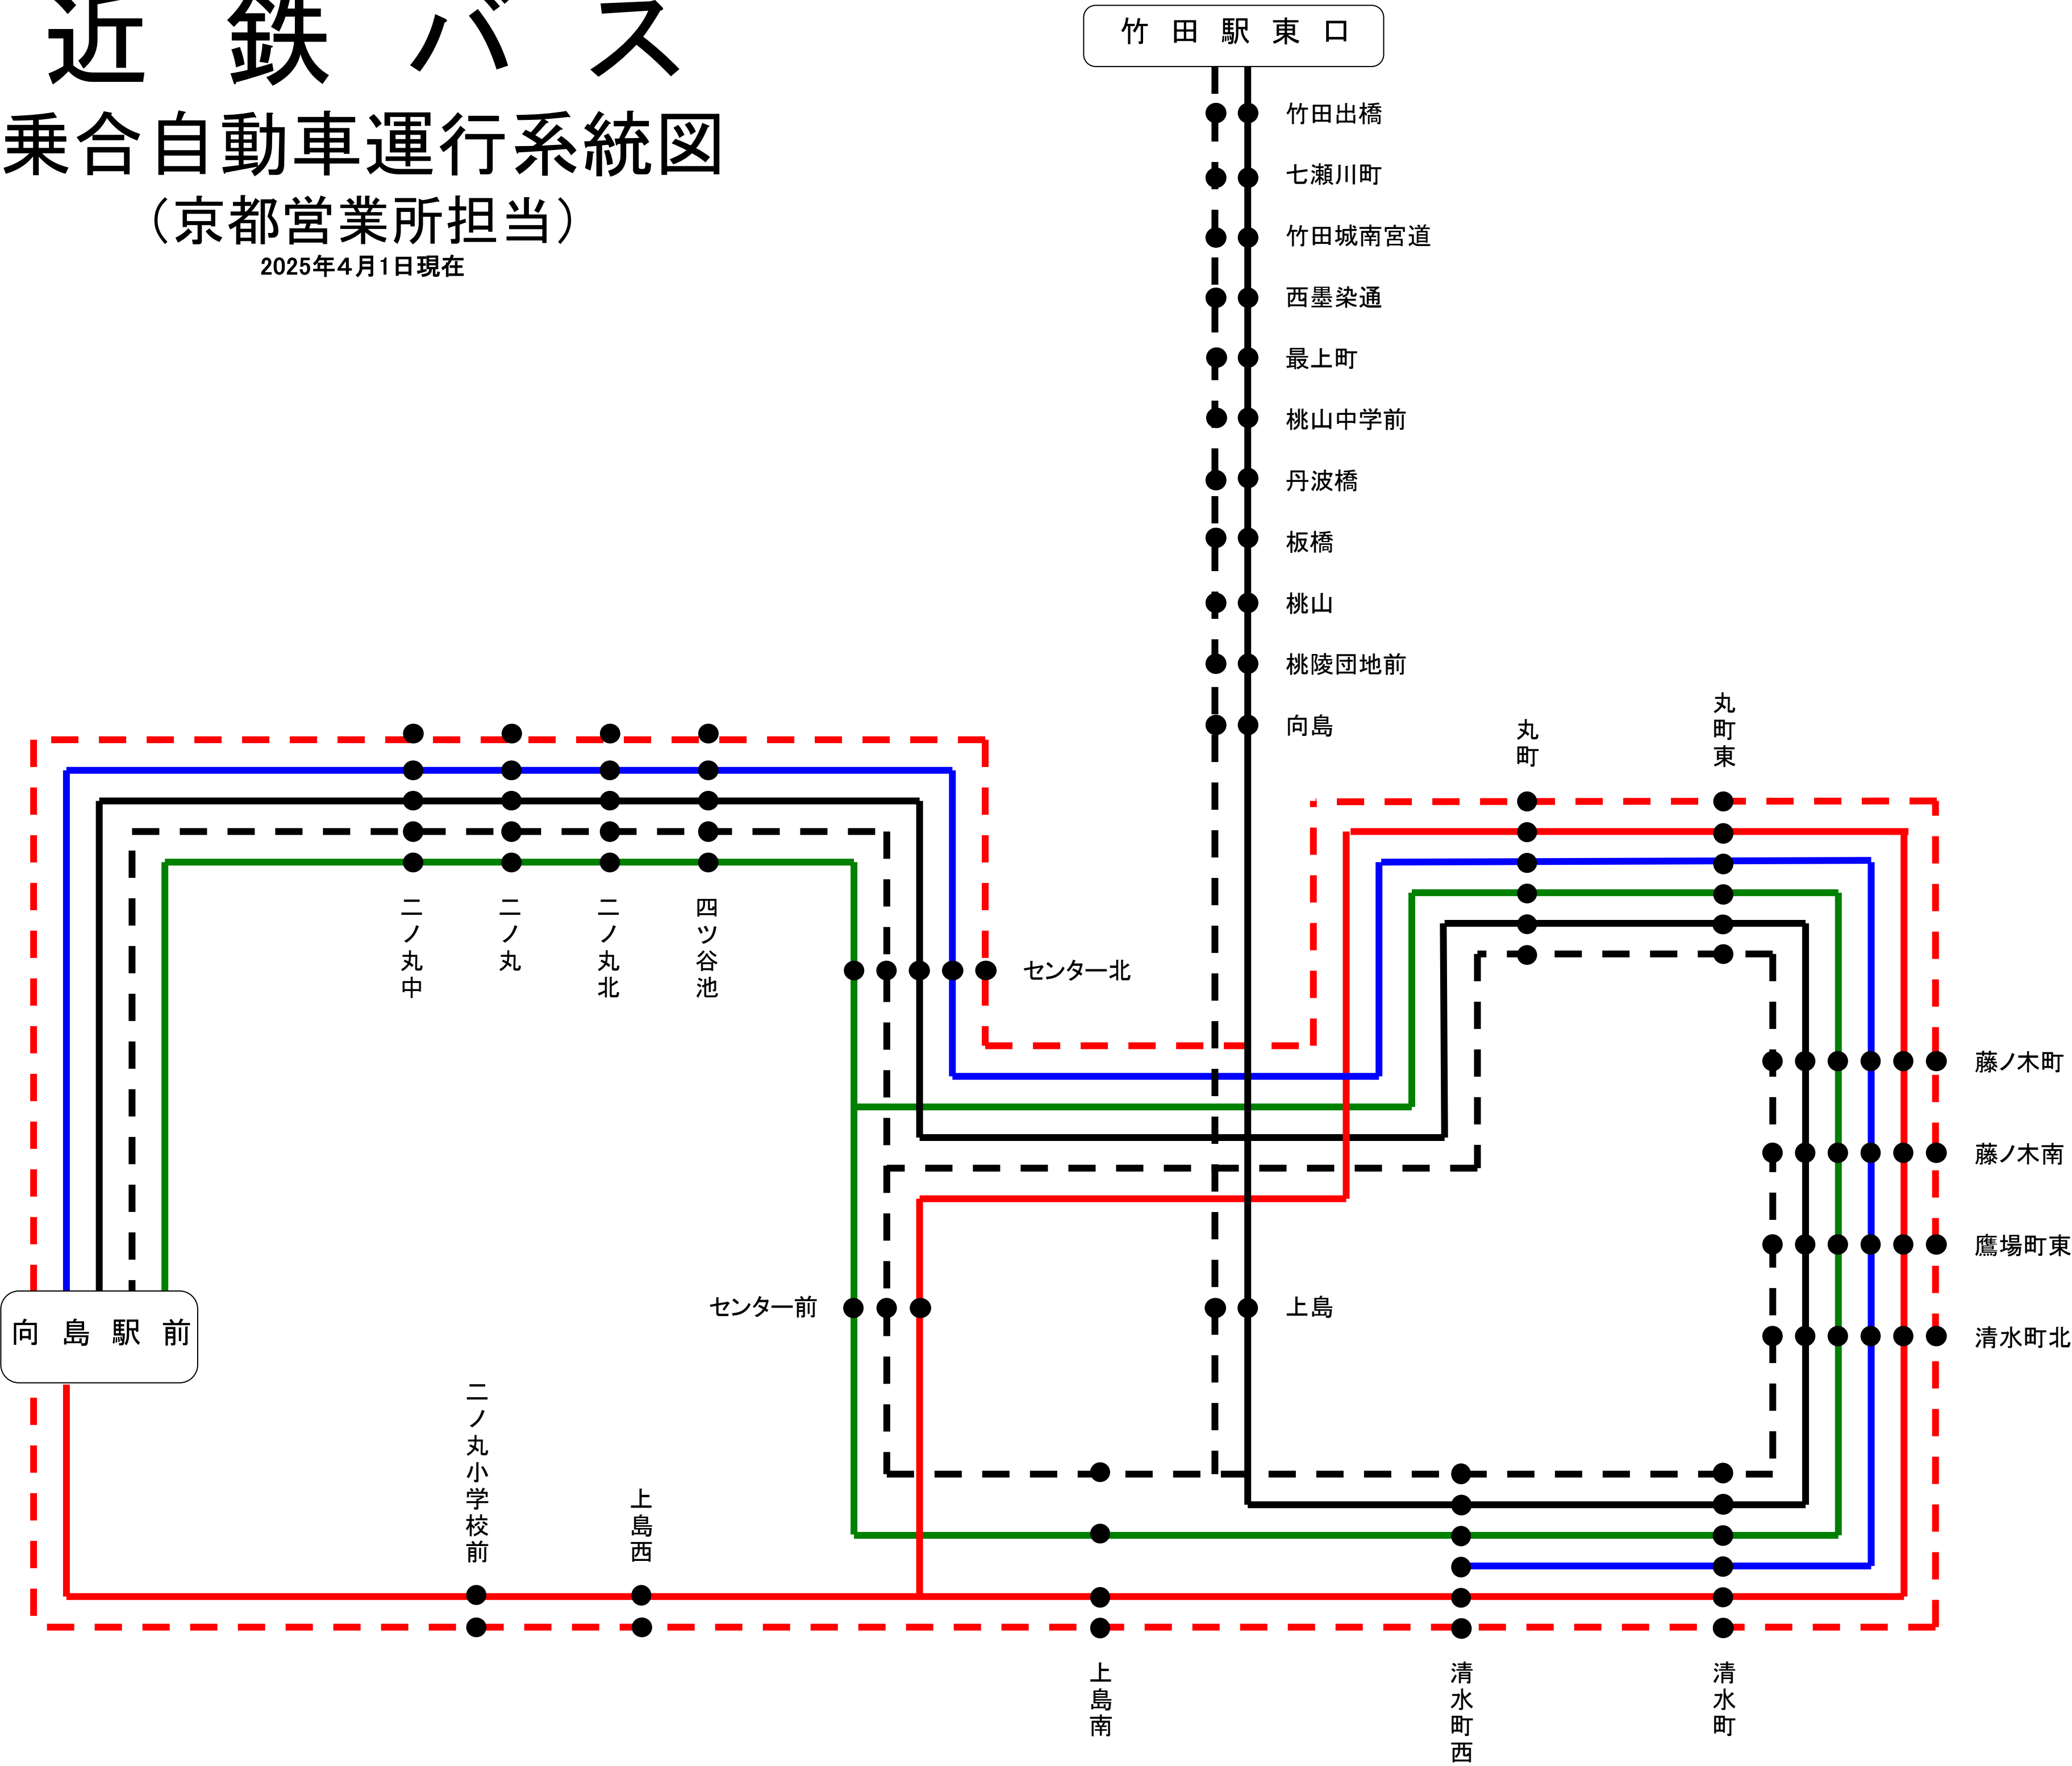 近鉄バス
乗合自動車運行系統図
（京都営業所担当）
2025年4月1日現在
竹田駅東口
竹田出橋
七瀬川町
竹田城南宮道
西墨染通
最上町
桃山中学前
丹波橋
板橋
桃山
桃陵団地前
向島
丸町
丸町東
二ノ丸中
二ノ丸
二ノ丸北
四ツ谷池
センター北
藤ノ木町
藤ノ木南
鷹場町東
清水町北
センター前
上島
向島駅前
二ノ丸小学校前
上島西
上島南
清水町西
清水町